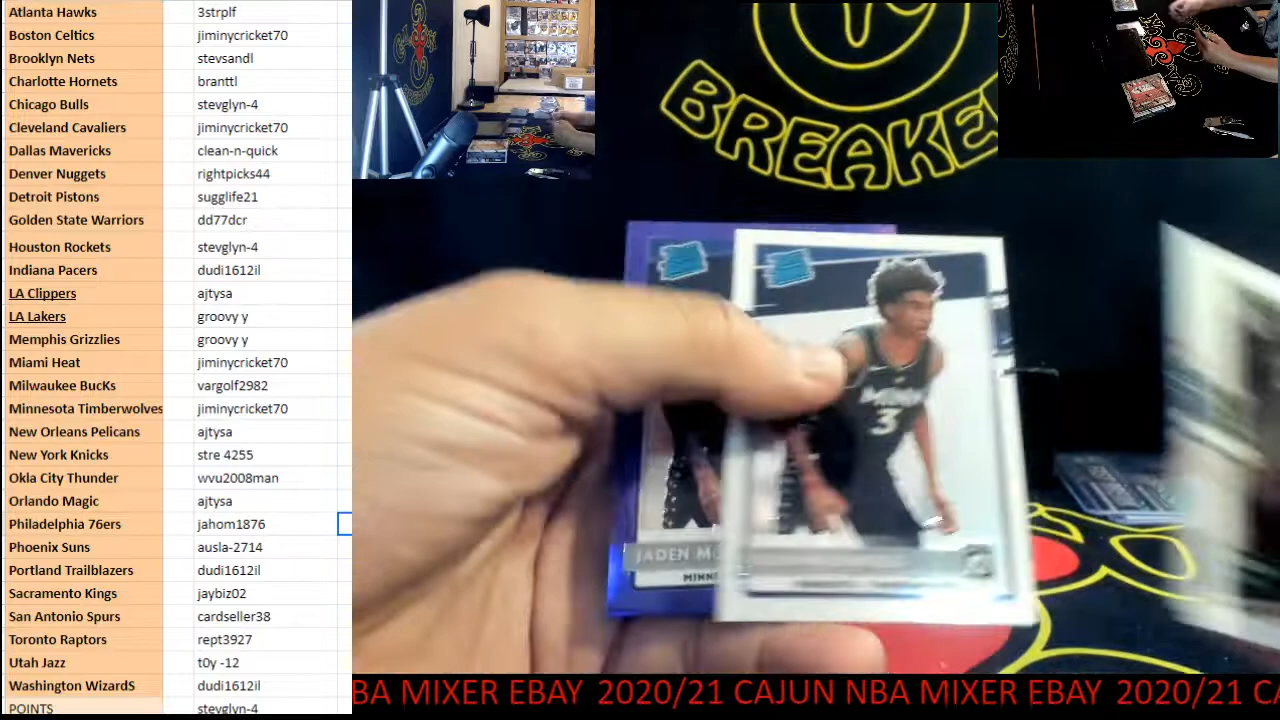 Atlanta Hawks 3strplf
Boston Celtics jiminycricket70
Brooklyn Nets stevsandl
Charlotte Hornets branttl
Chicago Bulls stevglyn-4
Cleveland Cavaliers jiminycricket70
Dallas Mavericks clean-n-quick
Denver Nuggets rightpicks44
Detroit Pistons sugglife21
Golden State Warriors dd77dcr
Houston Rockets stevglyn-4
Indiana Pacers dudi1612il
LA Clippers ajtysa
LA Lakers groovy y
Memphis Grizzlies groovy y
Miami Heat jiminycricket70
Milwaukee BucKs vargolf2982
Minnesota Timberwolves jiminycricket70
New Orleans Pelicans ajtysa
New York Knicks stre 4255
Okla City Thunder wvu2008man
Orlando Magic ajtysa
Philadelphia 76ers jahom1876
Phoenix Suns ausla-2714
Portland Trailblazers dudi1612il
Sacramento Kings jaybiz02
San Antonio Spurs cardseller38
Toronto Raptors rept3927
Utah Jazz t0y -12
Washington WizardS dudi1612il
POINTS stevglyn-4
BREAKE
3
JADEN M
MINN
BA MIXER EBAY 2020/21 CAJUN NBA MIXER EBAY 2020/21 CA